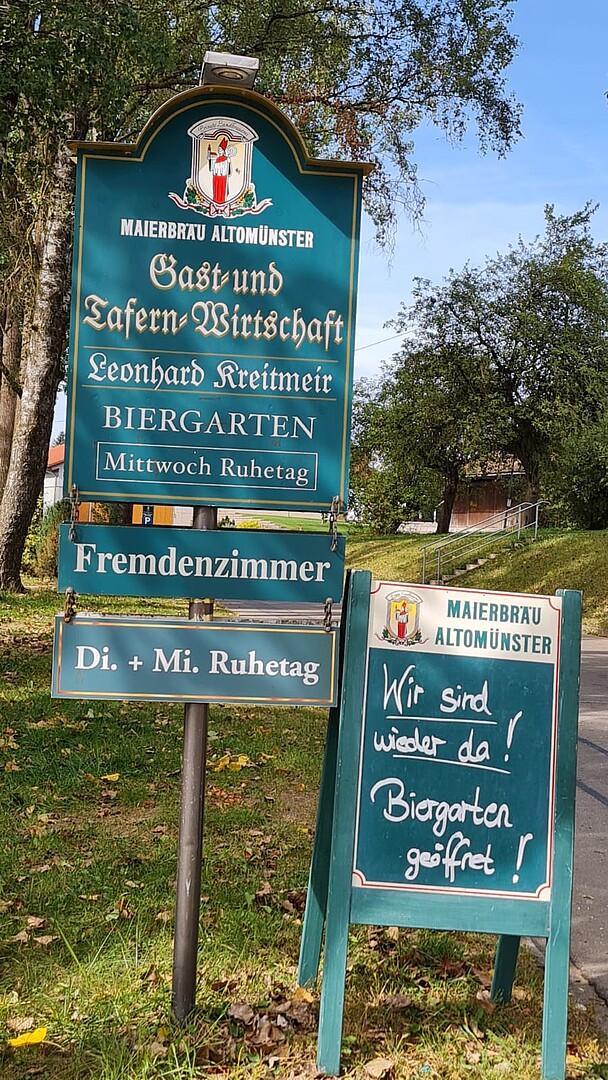 MAIERBRÄU ALTOMÜNSTER
Gast- und
Tafern-Wirtschaft
Leonhard Kreitmeir
BIERGARTEN
Mittwoch Ruhetag
Fremdenzimmer
Di. + Mi. Ruhetag
MAIERBRÄU
ALTOMÜNSTER
Wir sind
wieder da!
Biergarten
geöffnet!